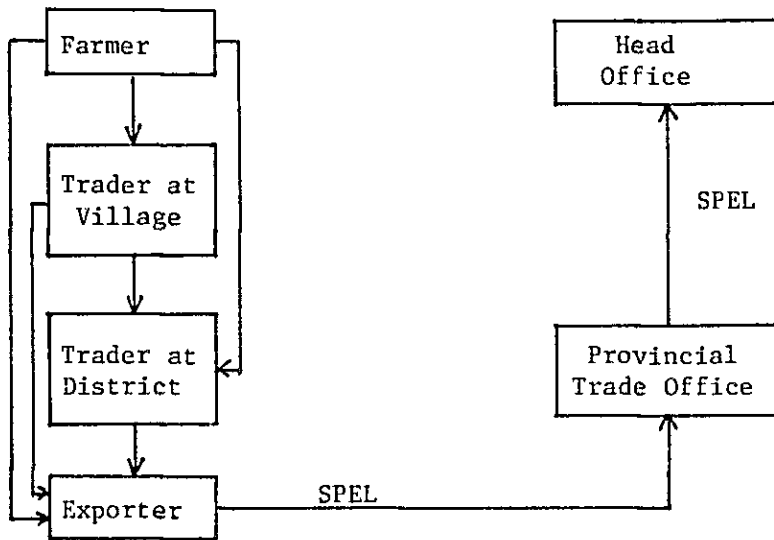 Farmer
Trader at
Village
Trader at
District
Exporter
SPEL
Head
Office
SPEL
Provincial
Trade Office